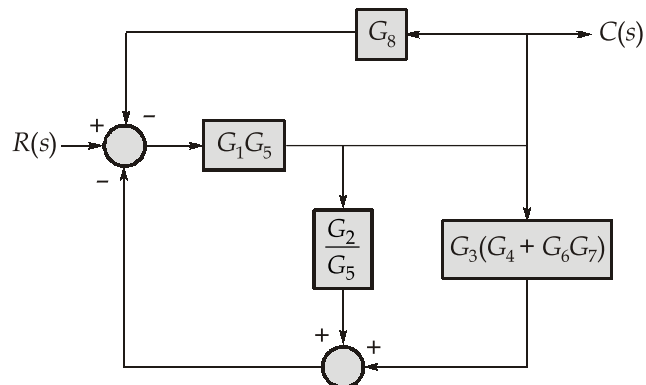 G₈
C(s)
+ −
R(s)
G₁G₅
−
G₂
G₅
G₃(G₄ + G₆G₇)
+ +